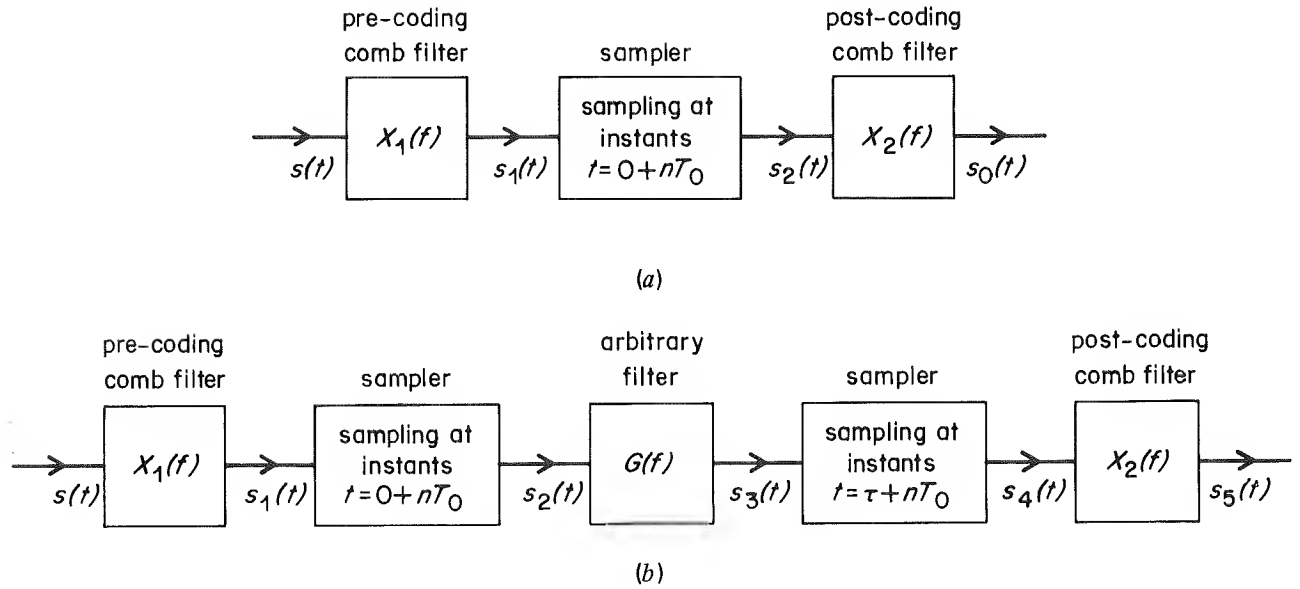 pre-coding
comb filter
sampler
post-coding
comb filter
X₁(f)
sampling at
instants
t = 0 + nT₀
X₂(f)
s(t)
s₁(t)
s₂(t)
s₀(t)
(a)
pre-coding
comb filter
sampler
arbitrary
filter
sampler
post-coding
comb filter
X₁(f)
sampling at
instants
t = 0 + nT₀
G(f)
sampling at
instants
t = τ + nT₀
X₂(f)
s(t)
s₁(t)
s₂(t)
s₃(t)
s₄(t)
s₅(t)
(b)